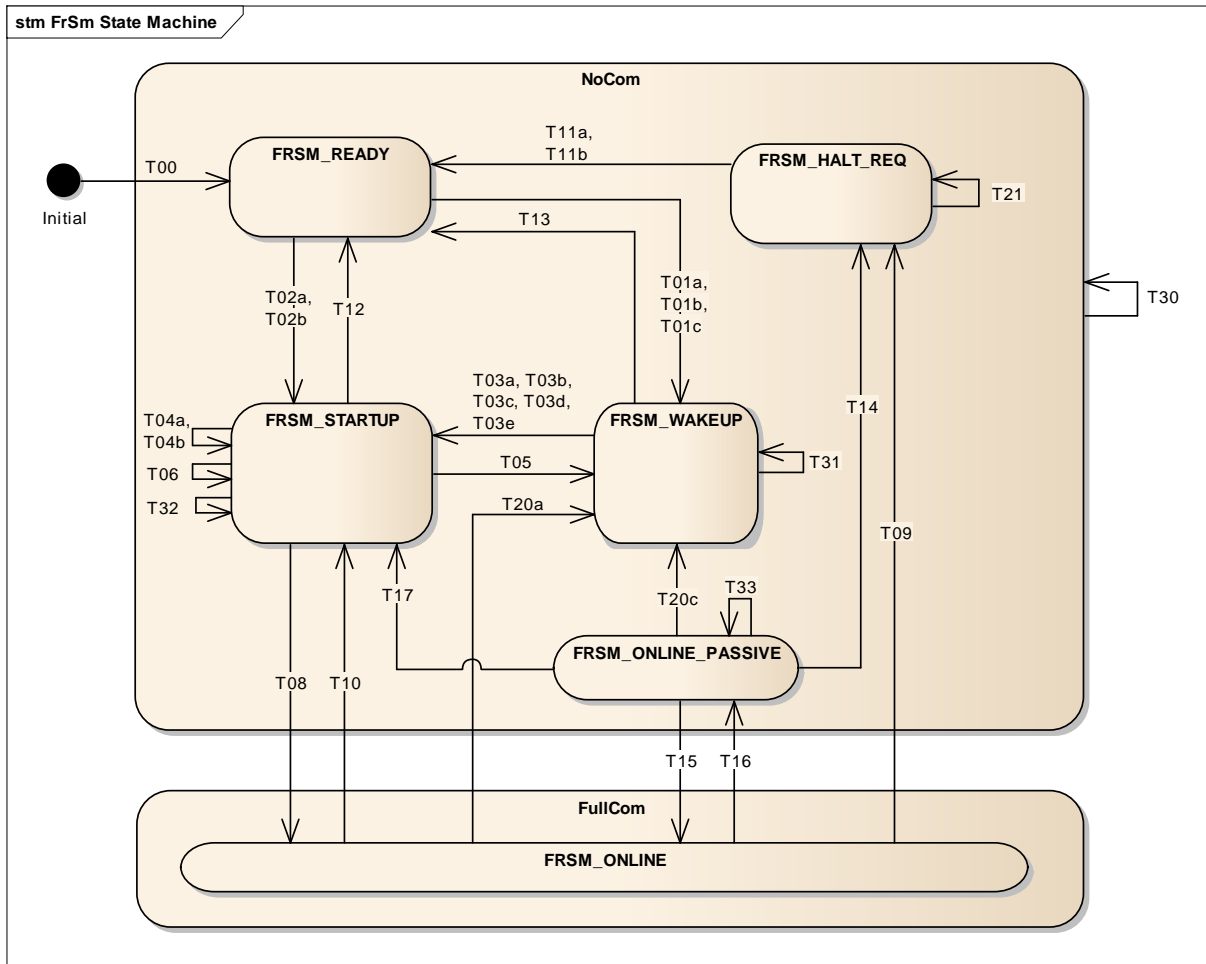 stm FrSm State Machine
NoCom
T11a,
T11b
FRSM_READY
FRSM_HALT_REQ
T00
Initial
T21
T13
T02a,
T02b
T12
T01a,
T01b,
T01c
T30
T03a, T03b,
T03c, T03d,
T03e
FRSM_STARTUP
FRSM_WAKEUP
T14
T04a,
T04b
T05
T31
T06
T32
T20a
T09
T17
T20c
T33
FRSM_ONLINE_PASSIVE
T08
T10
T15
T16
FullCom
FRSM_ONLINE